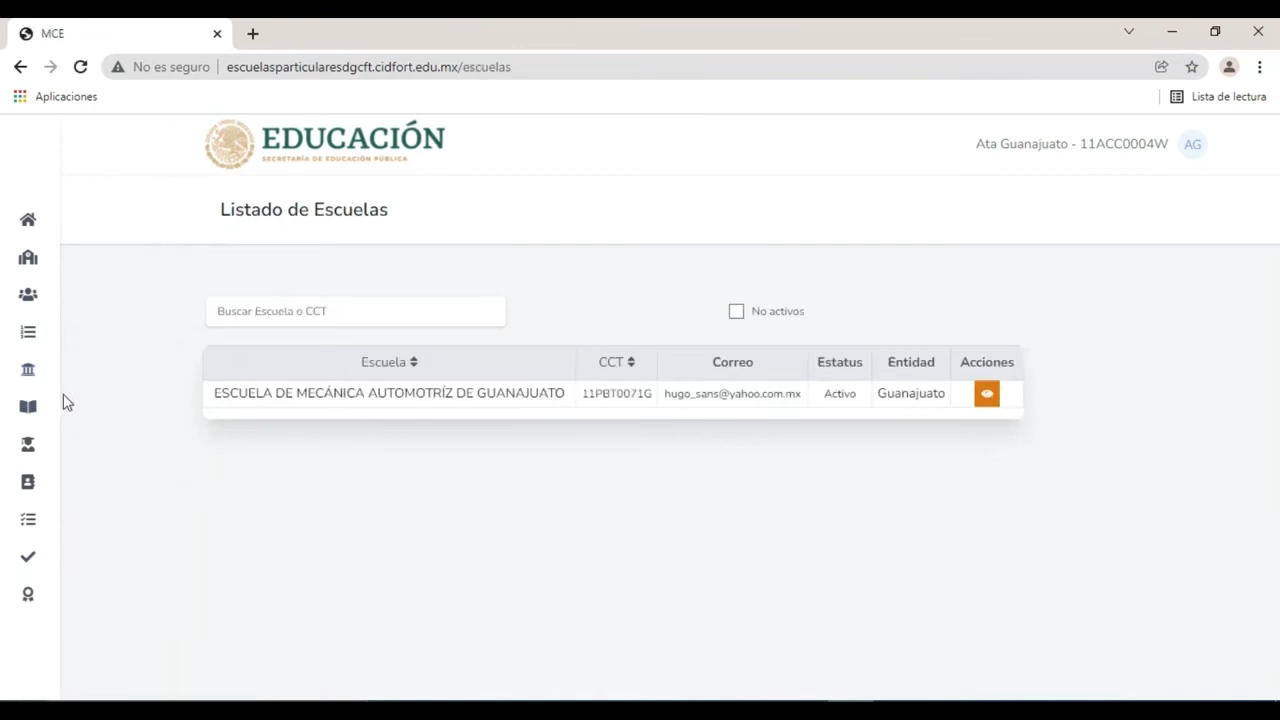 MCE
No es seguro
escuelasparticularesdgcft.cidfort.edu.mx/escuelas
Aplicaciones
Lista de lectura
EDUCACIÓN
SECRETARÍA DE EDUCACIÓN PÚBLICA
Ata Guanajuato - 11ACC0004W AG
Listado de Escuelas
Buscar Escuela o CCT
No activos
Escuela CCT Correo Estatus Entidad Acciones
ESCUELA DE MECÁNICA AUTOMOTRÍZ DE GUANAJUATO 11PBT0071G hugo_sans@yahoo.com.mx Activo Guanajuato